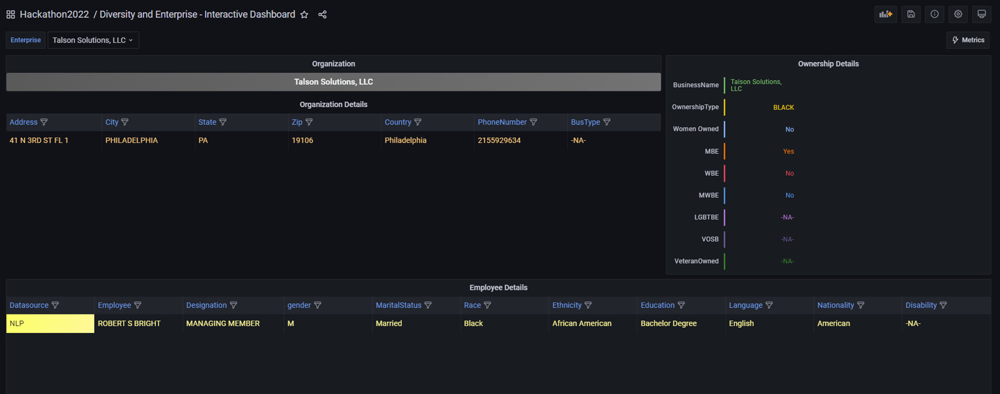 Hackathon2022 / Diversity and Enterprise - Interactive Dashboard
Enterprise Talson Solutions, LLC Metrics
Organization
Talson Solutions, LLC
Organization Details
Address City State Zip Country PhoneNumber BusType
41 N 3RD ST FL 1 PHILADELPHIA PA 19106 Philadelphia 2155929634 -NA-
Ownership Details
BusinessName Talson Solutions,
LLC
OwnershipType BLACK
Women Owned No
MBE Yes
WBE No
MWBE No
LGBTBE -NA-
VOSB -NA-
VeteranOwned -NA-
Employee Details
Datasource Employee Designation gender MaritalStatus Race Ethnicity Education Language Nationality Disability
NLP ROBERT S BRIGHT MANAGING MEMBER M Married Black African American Bachelor Degree English American -NA-